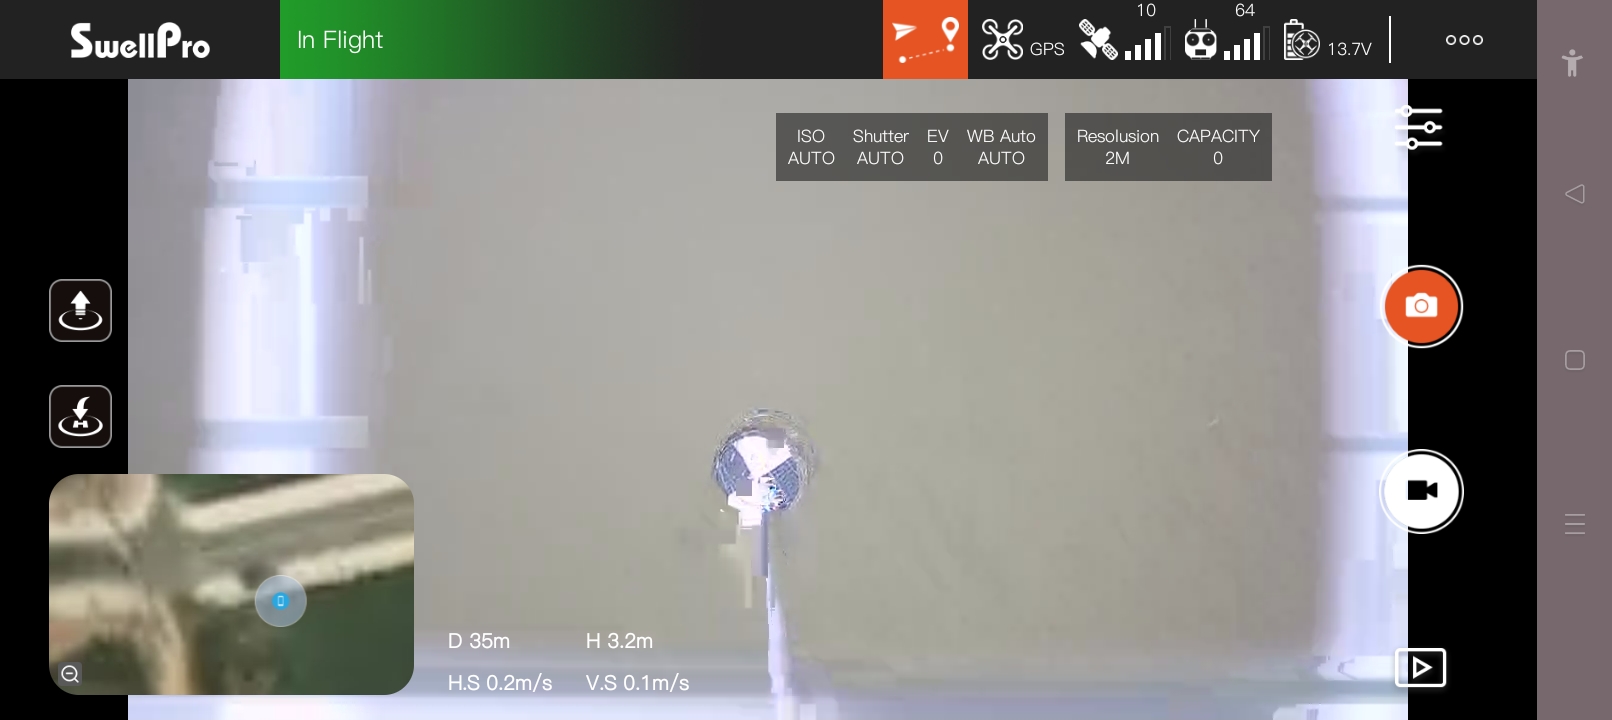 SwellPro
In Flight
GPS
10
64
13.7V
ISO
AUTO
Shutter
AUTO
EV
0
WB Auto
AUTO
Resolusion
2M
CAPACITY
0
D 35m
H 3.2m
H.S 0.2m/s
V.S 0.1m/s